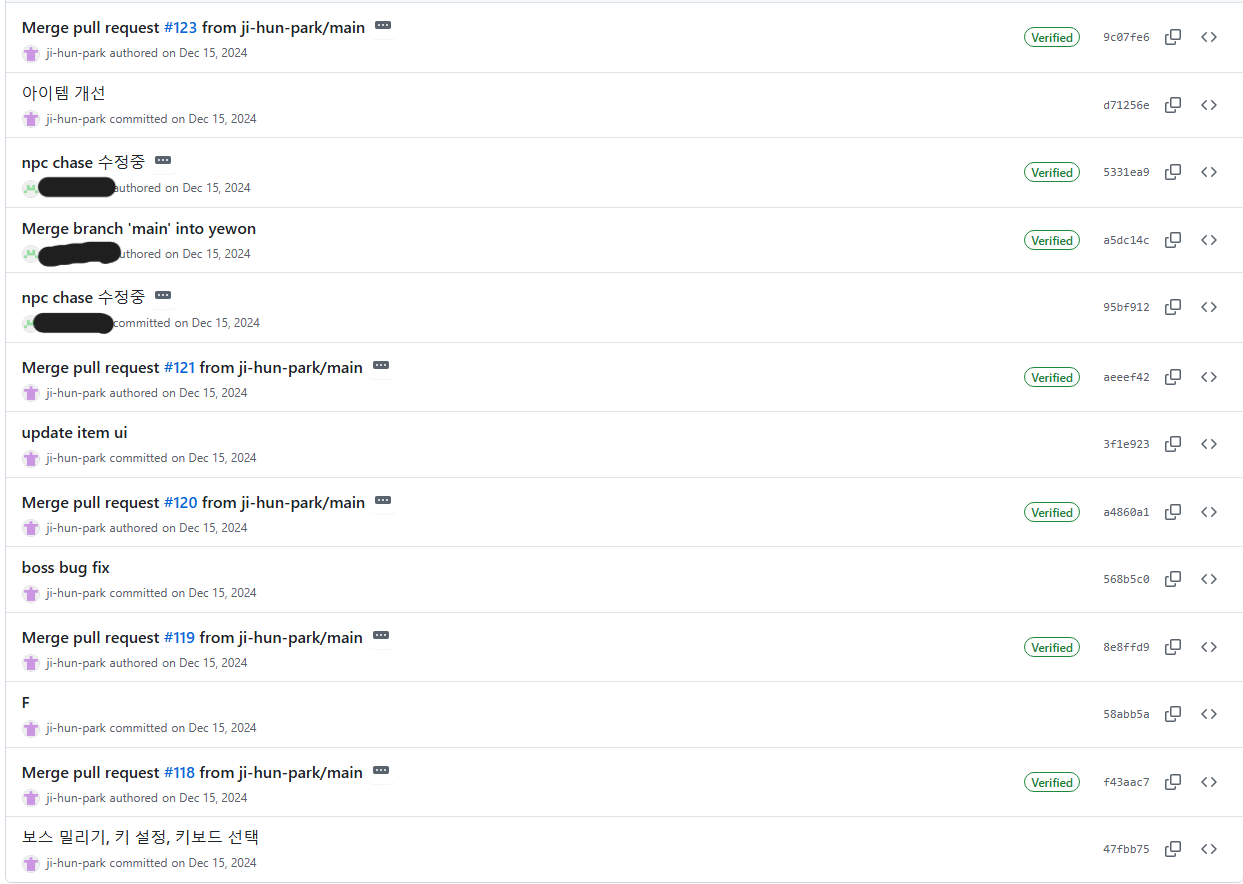 Merge pull request #123 from ji-hun-park/main
ji-hun-park authored on Dec 15, 2024
Verified
9c07fe6
아이템 개선
ji-hun-park committed on Dec 15, 2024
d71256e
npc chase 수정중
authored on Dec 15, 2024
Verified
5331ea9
Merge branch 'main' into yewon
uthored on Dec 15, 2024
Verified
a5dc14c
npc chase 수정중
committed on Dec 15, 2024
95bf912
Merge pull request #121 from ji-hun-park/main
ji-hun-park authored on Dec 15, 2024
Verified
aeeef42
update item ui
ji-hun-park committed on Dec 15, 2024
3f1e923
Merge pull request #120 from ji-hun-park/main
ji-hun-park authored on Dec 15, 2024
Verified
a4860a1
boss bug fix
ji-hun-park committed on Dec 15, 2024
568b5c0
Merge pull request #119 from ji-hun-park/main
ji-hun-park authored on Dec 15, 2024
Verified
8e8ffd9
F
ji-hun-park committed on Dec 15, 2024
58abb5a
Merge pull request #118 from ji-hun-park/main
ji-hun-park authored on Dec 15, 2024
Verified
f43aac7
보스 밀리기, 키 설정, 키보드 선택
ji-hun-park committed on Dec 15, 2024
47fbb75